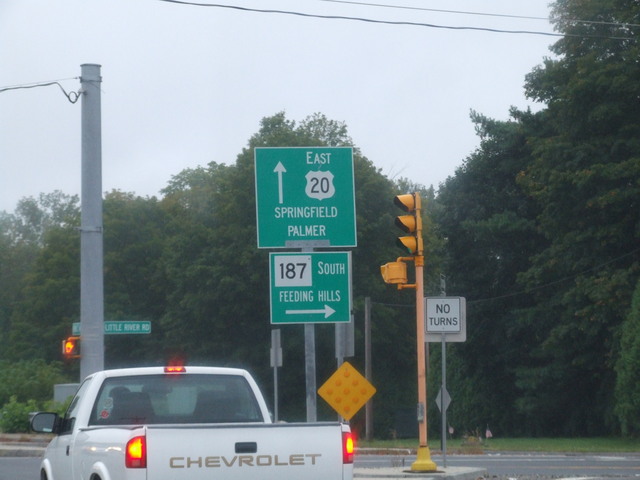 EAST
20
SPRINGFIELD
PALMER
187 SOUTH
FEEDING HILLS
NO
TURNS
LITTLE RIVER RD
CHEVROLET